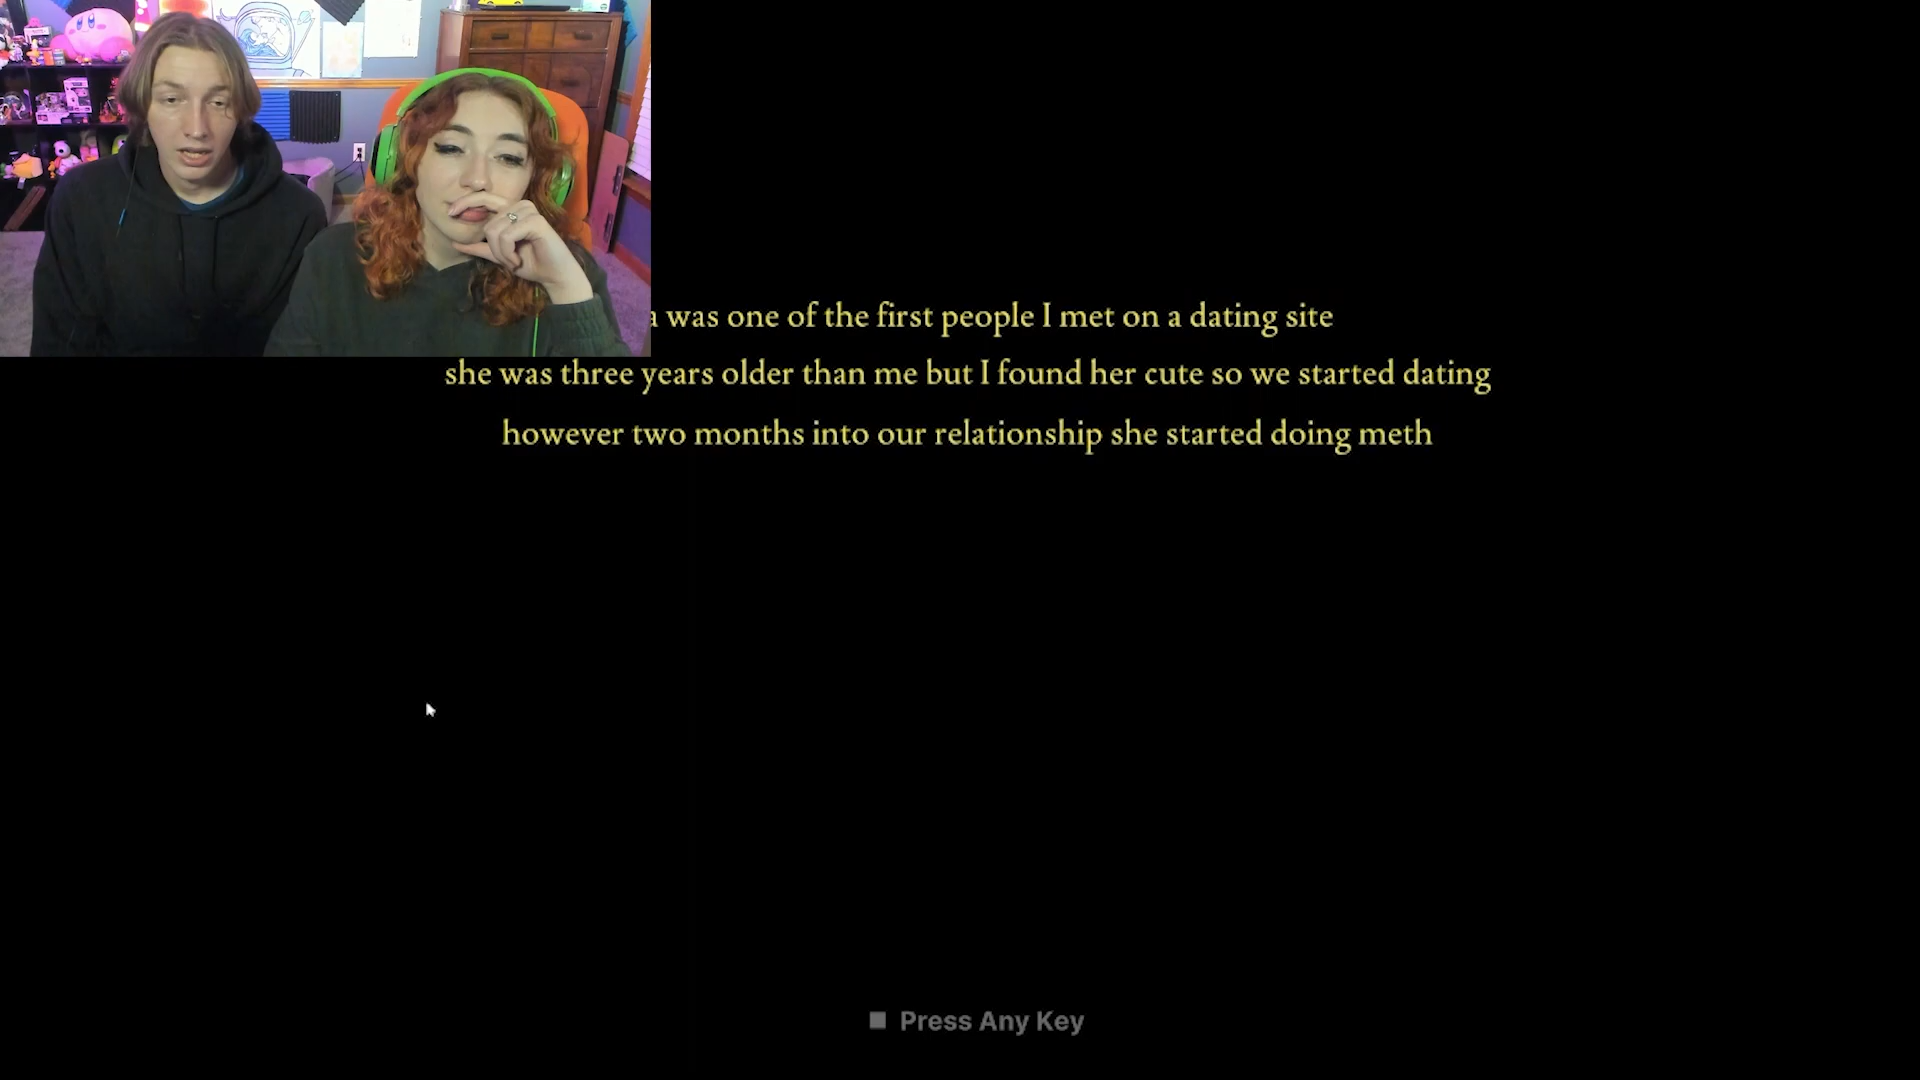 was one of the first people I met on a dating site
she was three years older than me but I found her cute so we started dating
however two months into our relationship she started doing meth
Press Any Key